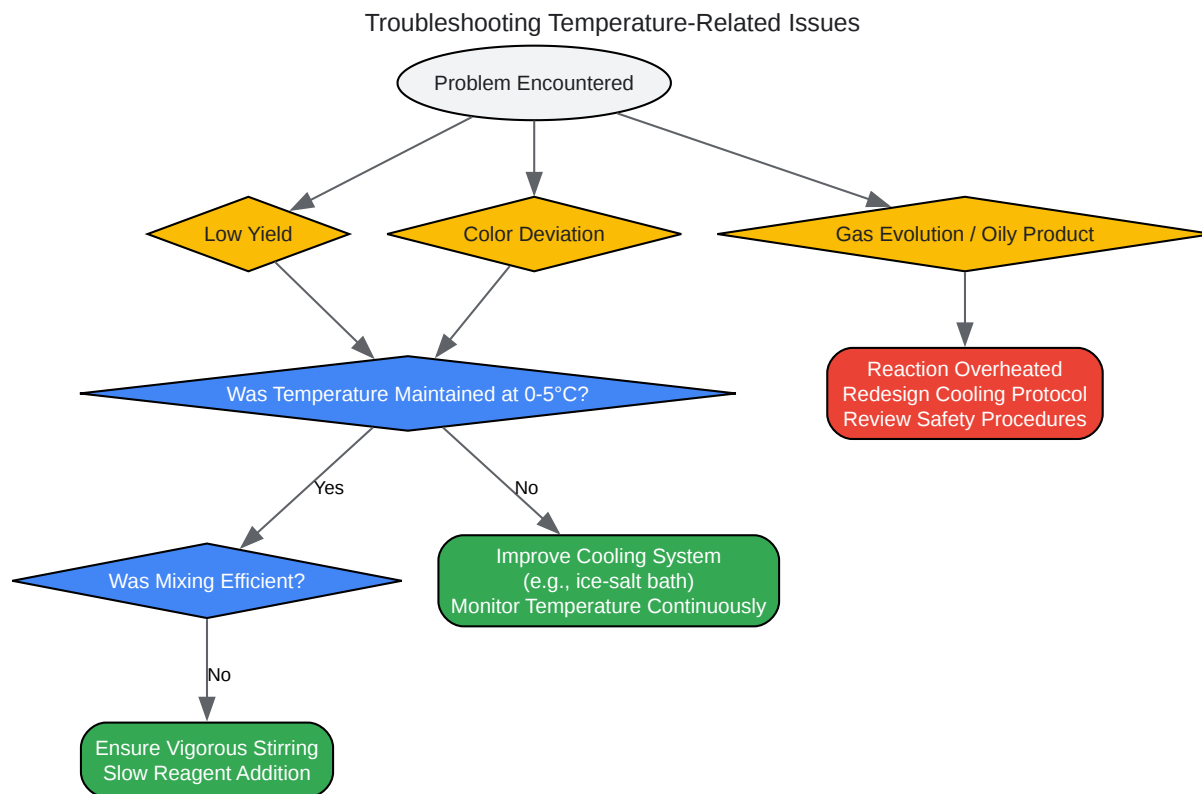 Troubleshooting Temperature-Related Issues
Problem Encountered
Low Yield
Color Deviation
Gas Evolution / Oily Product
Was Temperature Maintained at 0-5°C?
Reaction Overheated
Redesign Cooling Protocol
Review Safety Procedures
Yes
No
Was Mixing Efficient?
Improve Cooling System
(e.g., ice-salt bath)
Monitor Temperature Continuously
No
Ensure Vigorous Stirring
Slow Reagent Addition